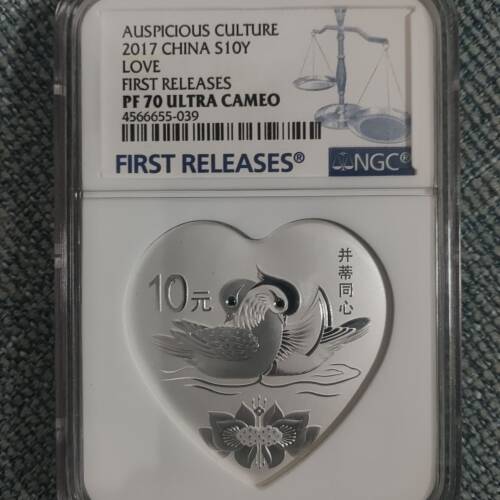 AUSPICIOUS CULTURE
2017 CHINA S10Y
LOVE
FIRST RELEASES
PF 70 ULTRA CAMEO
4566655-039
FIRST RELEASES®
NGC®
10元
并蒂同心